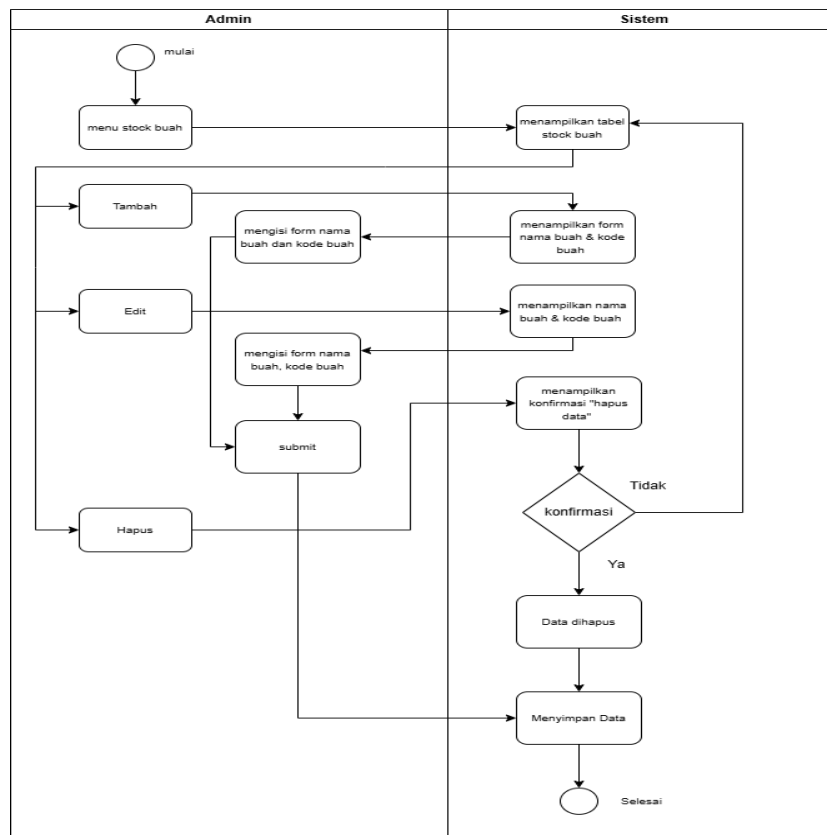 Admin
Sistem
mulai
menu stock buah
menampilkan tabel
stock buah
Tambah
mengisi form nama
buah dan kode buah
menampilkan form
nama buah & kode
buah
Edit
menampilkan nama
buah & kode buah
mengisi form nama
buah, kode buah
menampilkan
konfirmasi "hapus
data"
submit
Tidak
konfirmasi
Hapus
Ya
Data dihapus
Menyimpan Data
Selesai